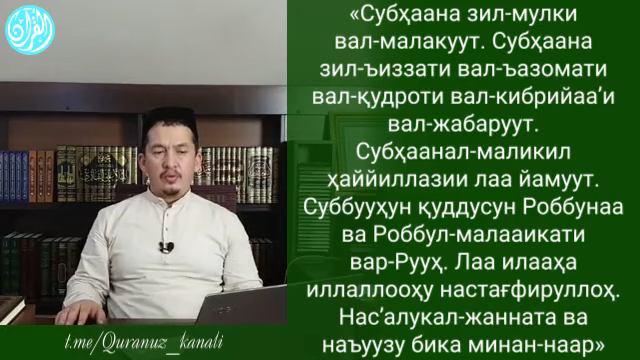 القرآن
«Субҳаана зил-мулки
вал-малакуут. Субҳаана
зил-ъиззати вал-ъазомати
вал-қудроти вал-кибрийаа’и
вал-жабаруут.
Субҳаанал-маликил
ҳаййиллазии лаа йамуут.
Суббууҳун қуддусун Роббунаа
ва Роббул-малааикати
вар-Рууҳ. Лаа илааҳа
иллаллооҳу настағфируллоҳ.
Нас’алукал-жанната ва
наъуузу бика минан-наар»
t.me/Quranuz_kanali